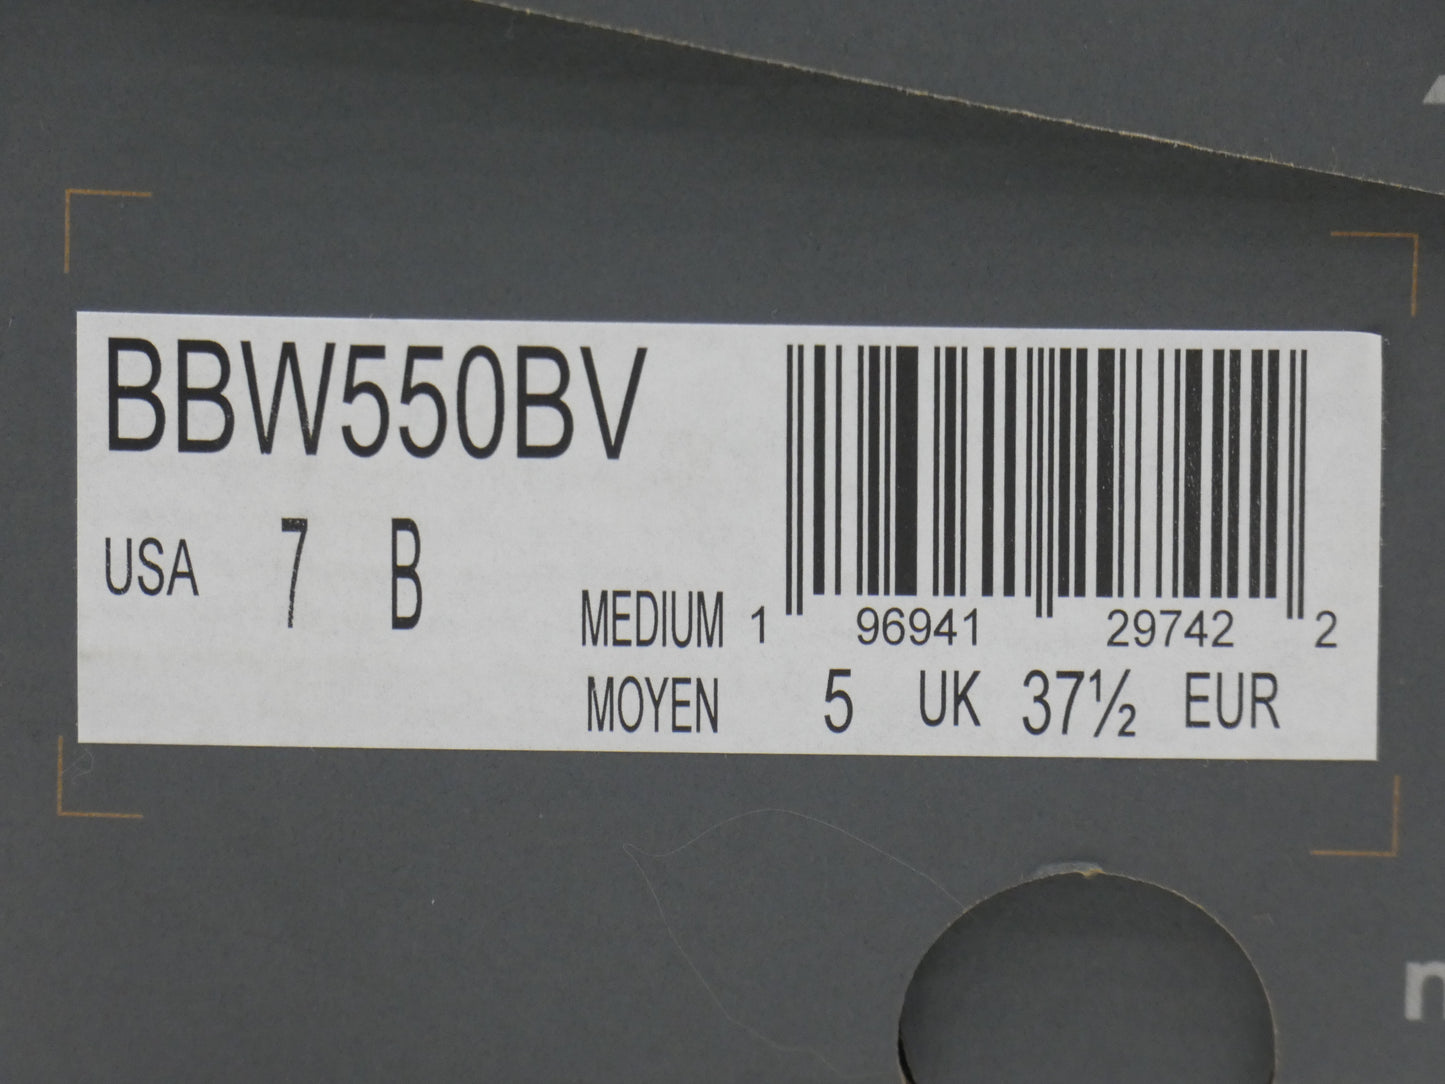 BBW550BV
USA 7 B
MEDIUM
MOYEN
1 96941 29742 2
5 UK 37½ EUR